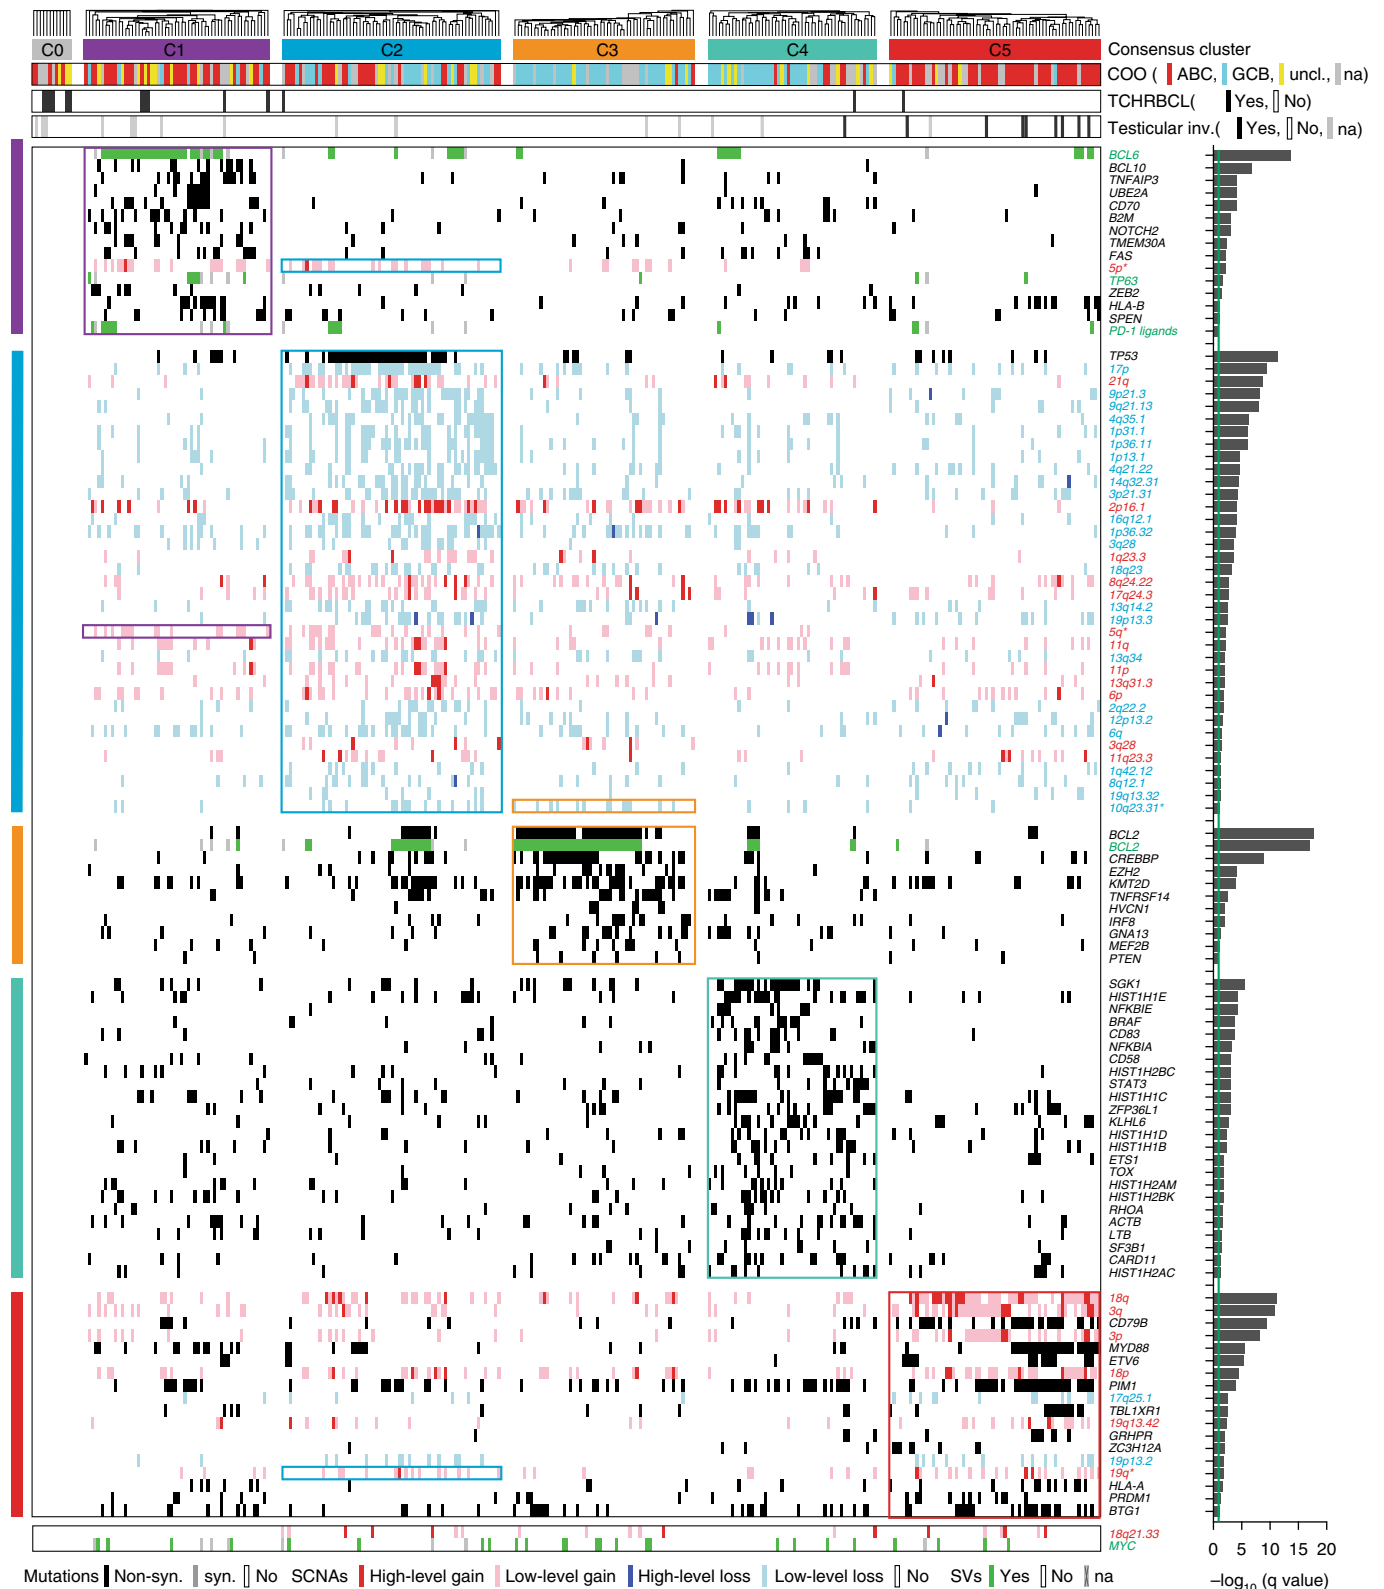 C0 C1 C2 C3 C4 C5 Consensus cluster
COO ( ABC, GCB, uncl., na)
TCHRBCL( Yes, No)
Testicular inv.( Yes, No, na)
BCL6
BCL10
TNFAIP3
UBE2A
CD70
B2M
NOTCH2
TMEM30A
FAS
5p*
TP63
ZEB2
HLA-B
SPEN
PD-1 ligands
TP53
17p
21q
9p21.3
9q21.13
4q35.1
1p31.1
1p36.11
1p13.1
4q21.22
14q32.31
3p21.31
2p16.1
16q12.1
1p36.32
3q28
1q23.3
18q23
8q24.22
17q24.3
13q14.2
19p13.3
5q*
11q
13q34
11p
13q31.3
6p
2q22.2
12p13.2
6q
3q28
11q23.3
1q42.12
8q12.1
19q13.32
10q23.31*
BCL2
BCL2
CREBBP
EZH2
KMT2D
TNFRSF14
HVCN1
IRF8
GNA13
MEF2B
PTEN
SGK1
HIST1H1E
NFKBIE
BRAF
CD83
NFKBIA
CD58
HIST1H2BC
STAT3
HIST1H1C
ZFP36L1
KLHL6
HIST1H1D
HIST1H1B
ETS1
TOX
HIST1H2AM
HIST1H2BK
RHOA
ACTB
LTB
SF3B1
CARD11
HIST1H2AC
18q
3q
CD79B
3p
MYD88
ETV6
18p
PIM1
17q25.1
TBL1XR1
19q13.42
GRHPR
ZC3H12A
19p13.2
19q*
HLA-A
PRDM1
BTG1
18q21.33
MYC
0 5 10 15 20
−log10 (q value)
Mutations Non-syn. syn. No SCNAs High-level gain Low-level gain High-level loss Low-level loss No SVs Yes No na